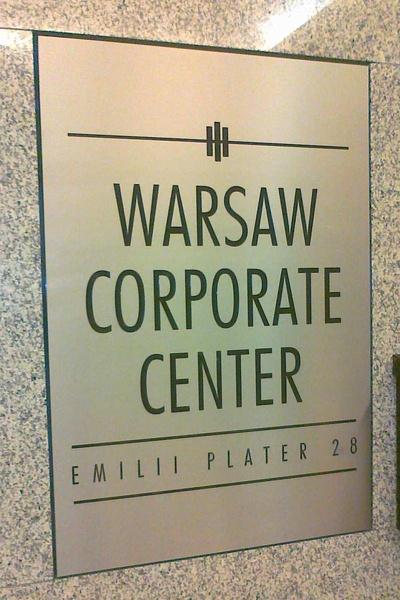 WARSAW
CORPORATE
CENTER
EMILII PLATER 28